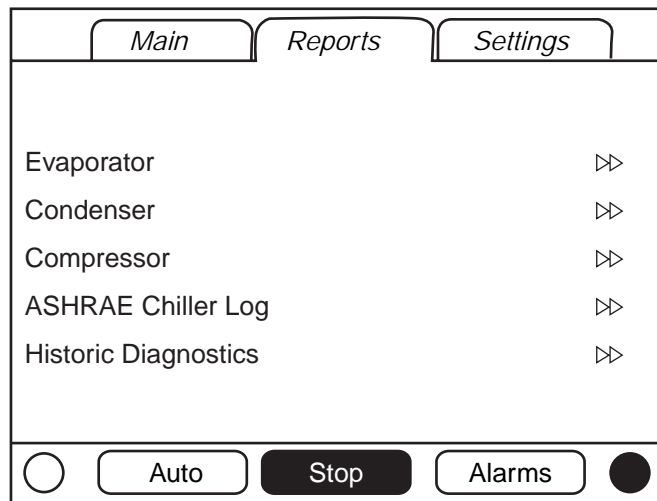 Main Reports Settings
Evaporator
Condenser
Compressor
ASHRAE Chiller Log
Historic Diagnostics
Auto Stop Alarms